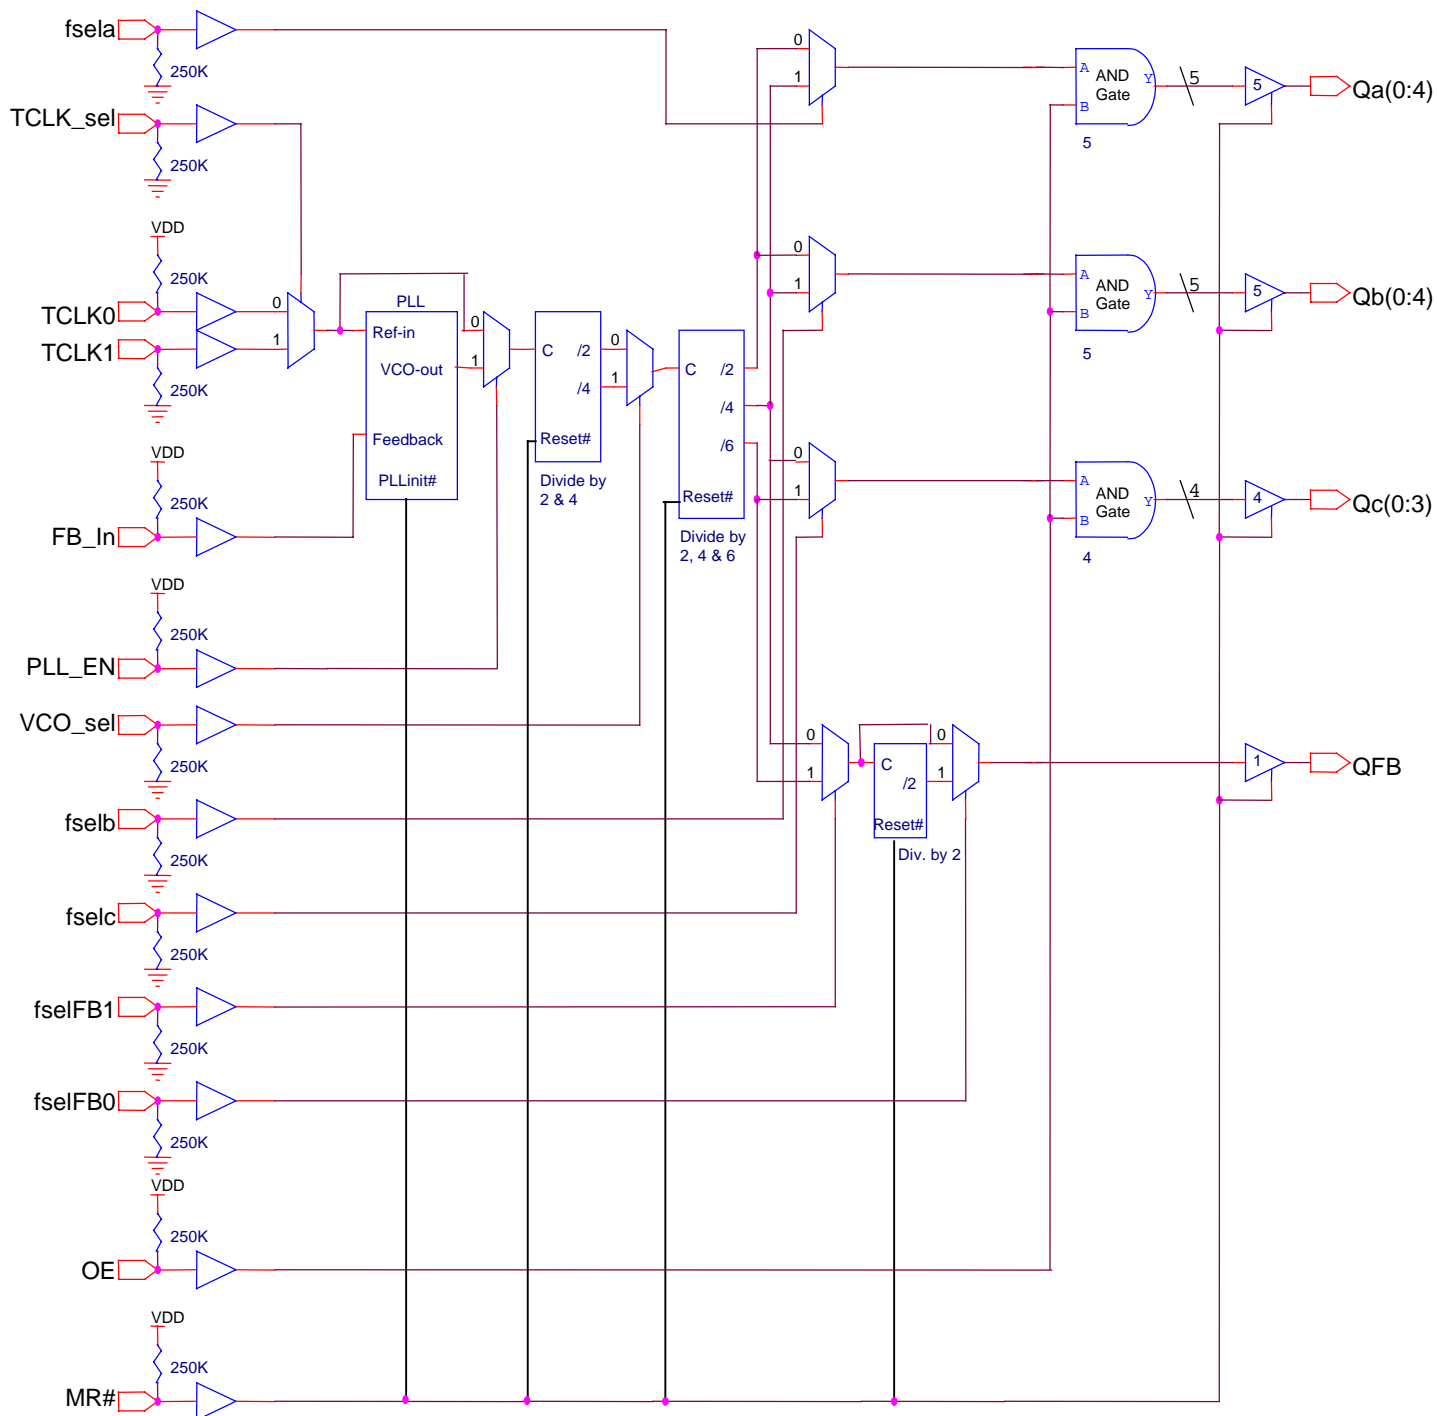 fsela
250K
0
1
A
B
AND
Gate
Y
5
5
5
Qa(0:4)
TCLK_sel
250K
VDD
250K
TCLK0
TCLK1
0
1
250K
PLL
Ref-in
VCO-out
Feedback
PLLinit#
0
1
C
/2
/4
Reset#
Divide by
2 & 4
0
1
C
/2
/4
/6
Reset#
Divide by
2, 4 & 6
0
1
A
B
AND
Gate
Y
5
5
5
Qb(0:4)
0
1
A
B
AND
Gate
Y
4
4
4
Qc(0:3)
VDD
250K
FB_In
VDD
250K
PLL_EN
VCO_sel
250K
0
1
C
/2
Reset#
Div. by 2
0
1
1
QFB
fselb
250K
fselc
250K
fselFB1
250K
fselFB0
250K
VDD
250K
OE
VDD
250K
MR#